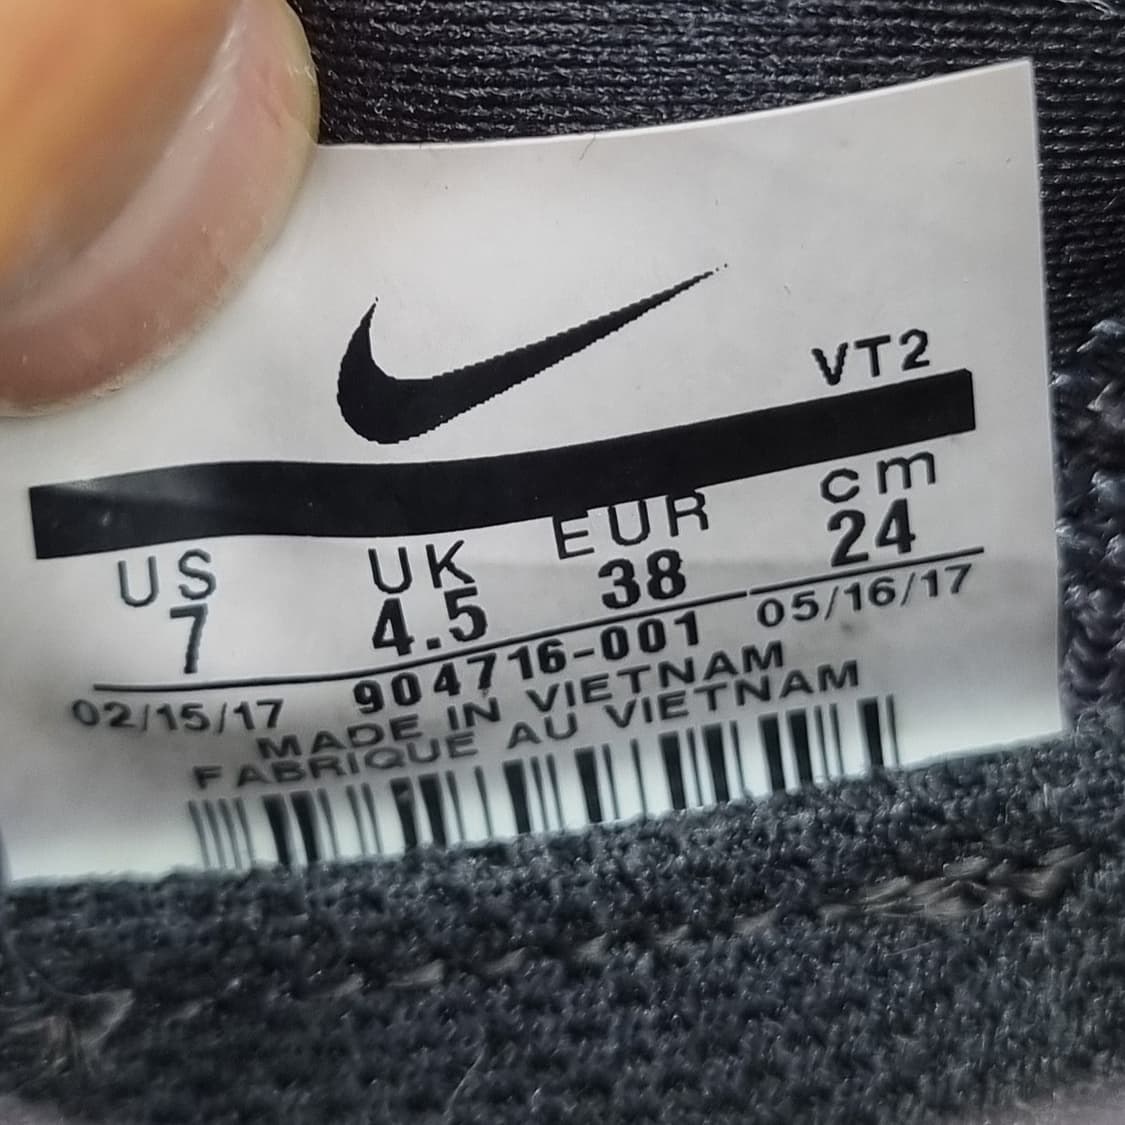 VT2
US UK EUR cm
7 4.5 38 24
02/15/17 904716-001 05/16/17
MADE IN VIETNAM
FABRIQUE AU VIETNAM